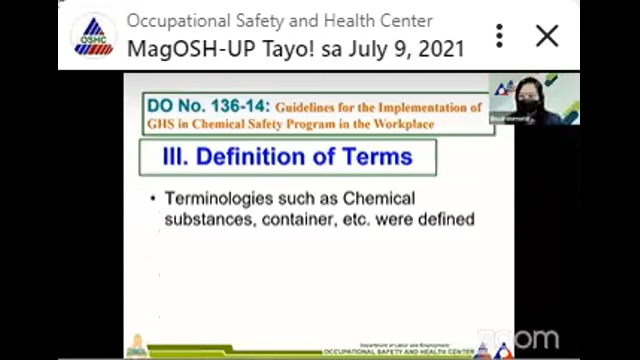 Occupational Safety and Health Center
MagOSH-UP Tayo! sa July 9, 2021
OSHC
DO No. 136-14: Guidelines for the Implementation of
GHS in Chemical Safety Program in the Workplace
III. Definition of Terms
• Terminologies such as Chemical
substances, container, etc. were defined
Department of Labor and Employment
OCCUPATIONAL SAFETY AND HEALTH CENTER
zoom